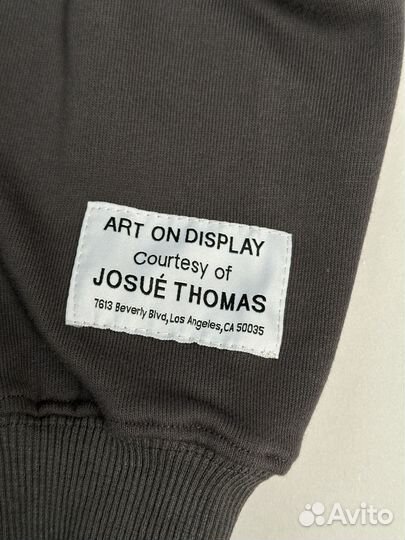 ART ON DISPLAY
Courtesy of
JOSUÉ THOMAS
7613 Beverly Blvd, Los Angeles, CA 50035
Avito